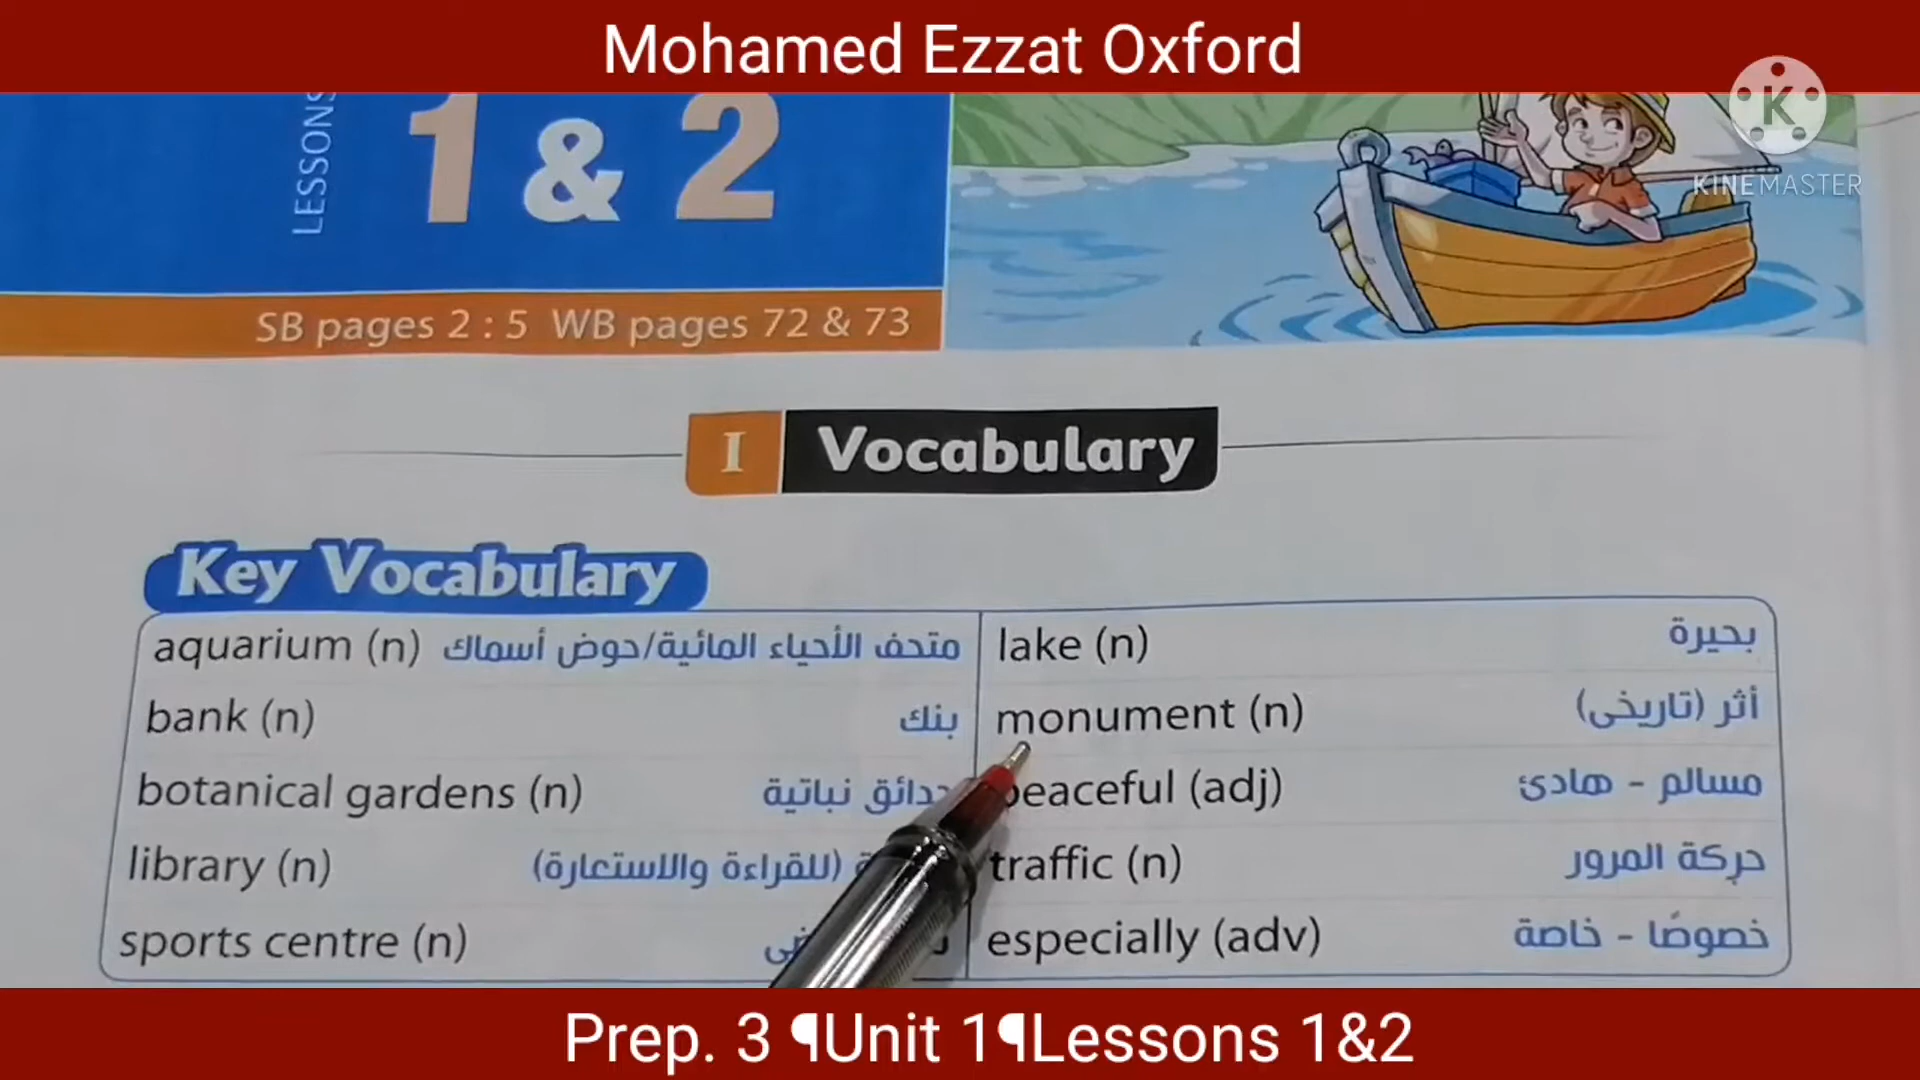 Mohamed Ezzat Oxford
K
KINEMASTER
LESSONS
1 & 2
SB pages 2 : 5 WB pages 72 & 73
I Vocabulary
Key Vocabulary
aquarium (n) متحف الأحياء المائية/حوض أسماك
lake (n) بحيرة
bank (n) بنك
monument (n) أثر (تاريخى)
botanical gardens (n) حدائق نباتية
peaceful (adj) مسالم - هادئ
library (n) (للقراءة والاستعارة)
traffic (n) حركة المرور
sports centre (n)
especially (adv) خصوصًا - خاصة
Prep. 3 ¶Unit 1¶Lessons 1&2